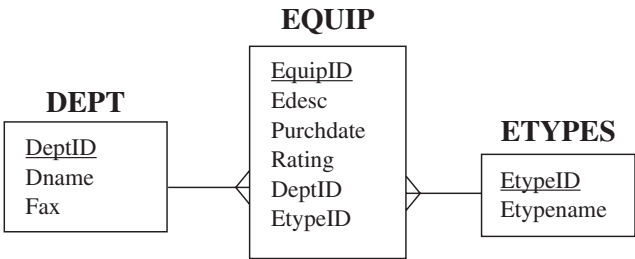 DEPT
DeptID
Dname
Fax
EQUIP
EquipID
Edesc
Purchdate
Rating
DeptID
EtypeID
ETYPES
EtypeID
Etypename